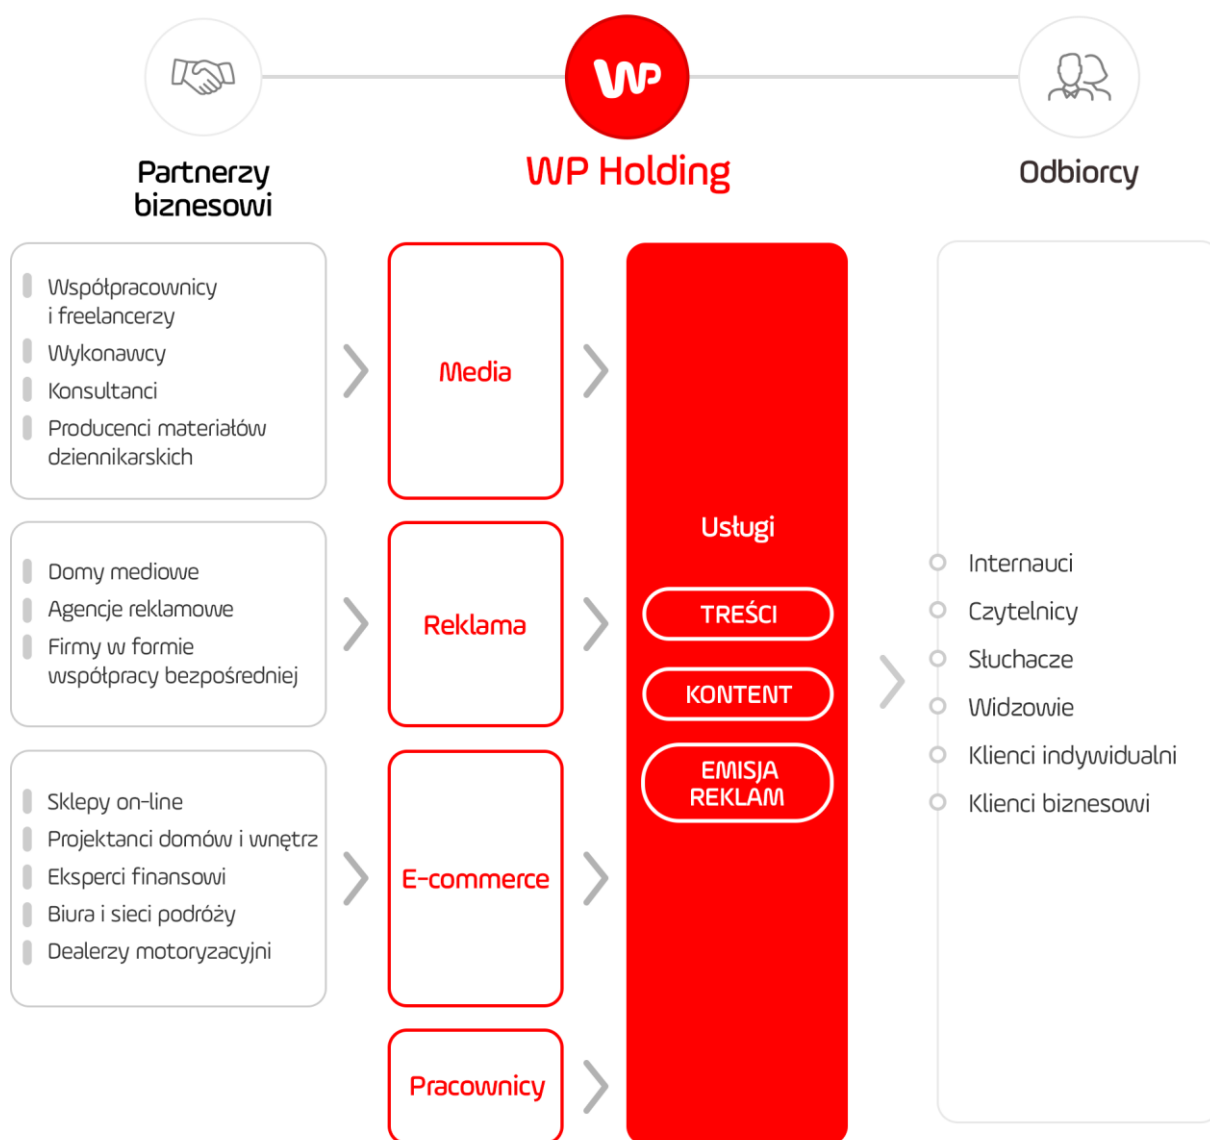 WP
Partnerzy
biznesowi
WP Holding
Odbiorcy
Współpracownicy
i freelancerzy
Wykonawcy
Konsultanci
Producenci materiałów
dziennikarskich
Media
Domy mediowe
Agencje reklamowe
Firmy w formie
współpracy bezpośredniej
Reklama
Sklepy on-line
Projektanci domów i wnętrz
Eksperci finansowi
Biura i sieci podróży
Dealerzy motoryzacyjni
E-commerce
Pracownicy
Usługi
TREŚCI
KONTENT
EMISJA
REKLAM
Internauci
Czytelnicy
Słuchacze
Widzowie
Klienci indywidualni
Klienci biznesowi